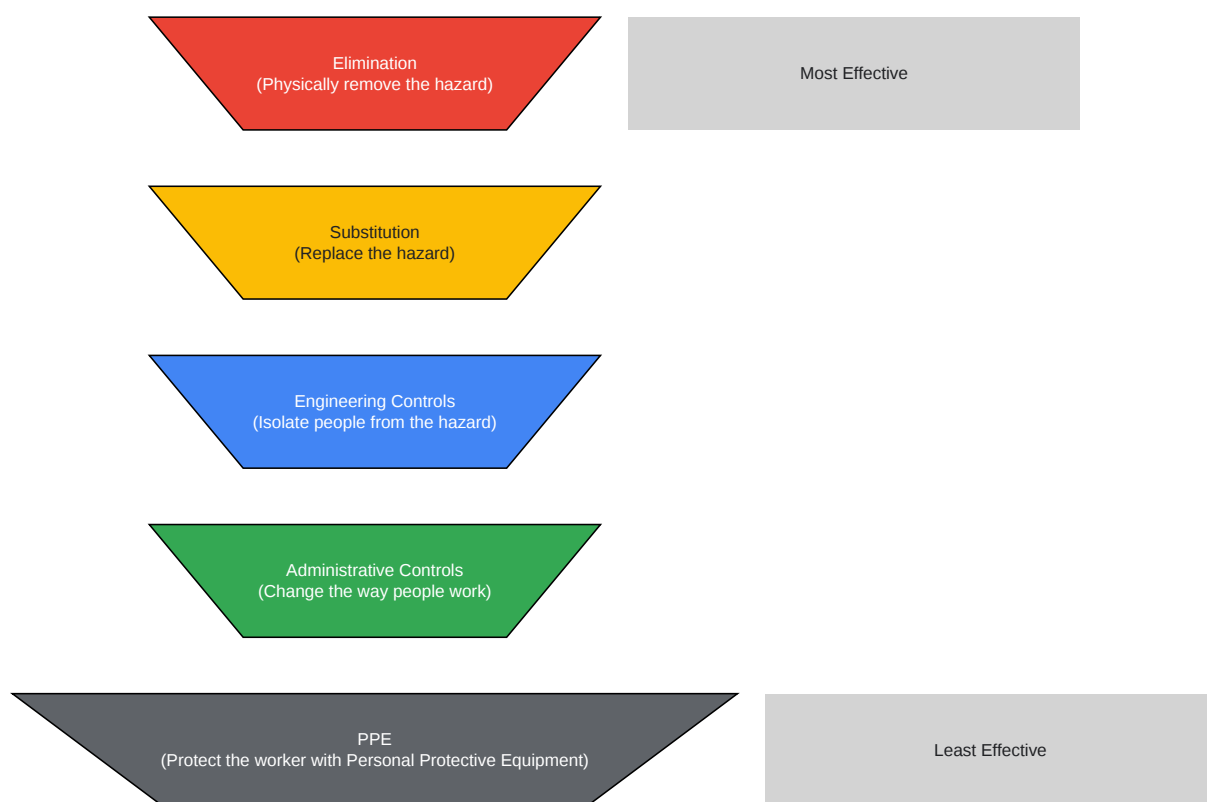 Elimination
(Physically remove the hazard)
Most Effective
Substitution
(Replace the hazard)
Engineering Controls
(Isolate people from the hazard)
Administrative Controls
(Change the way people work)
PPE
(Protect the worker with Personal Protective Equipment)
Least Effective